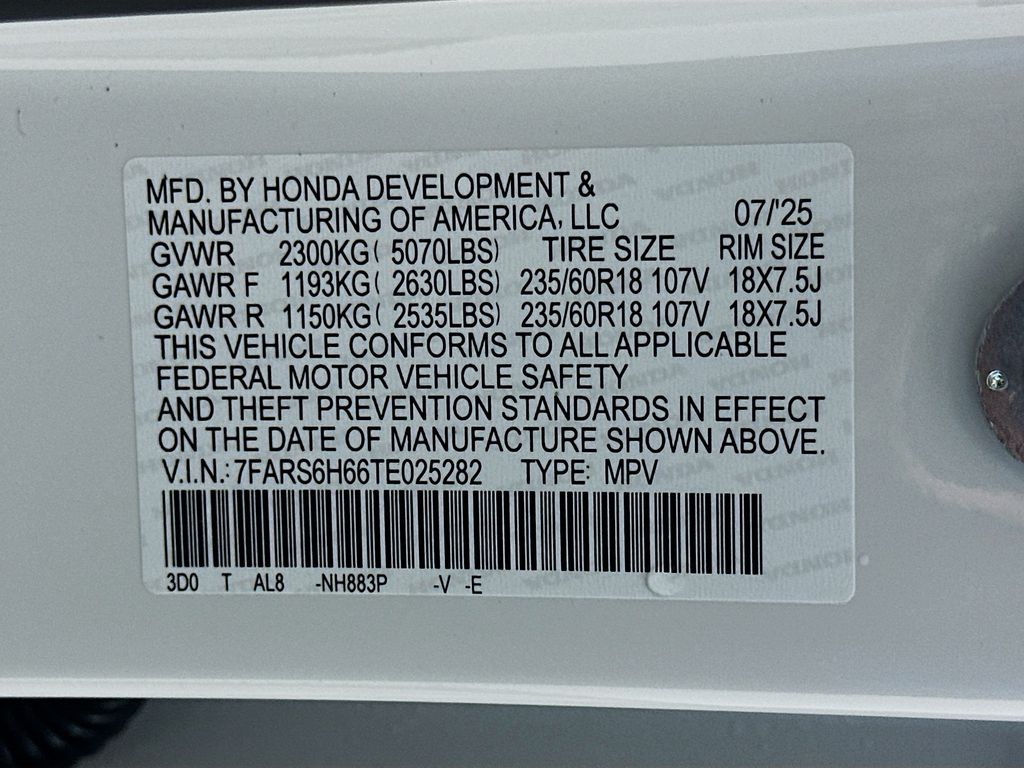 MFD. BY HONDA DEVELOPMENT &
MANUFACTURING OF AMERICA, LLC 07/'25
GVWR 2300KG( 5070LBS) TIRE SIZE RIM SIZE
GAWR F 1193KG( 2630LBS) 235/60R18 107V 18X7.5J
GAWR R 1150KG( 2535LBS) 235/60R18 107V 18X7.5J
THIS VEHICLE CONFORMS TO ALL APPLICABLE
FEDERAL MOTOR VEHICLE SAFETY
AND THEFT PREVENTION STANDARDS IN EFFECT
ON THE DATE OF MANUFACTURE SHOWN ABOVE.
V.I.N.: 7FARS6H66TE025282 TYPE: MPV
3D0 T AL8 -NH883P -V -E